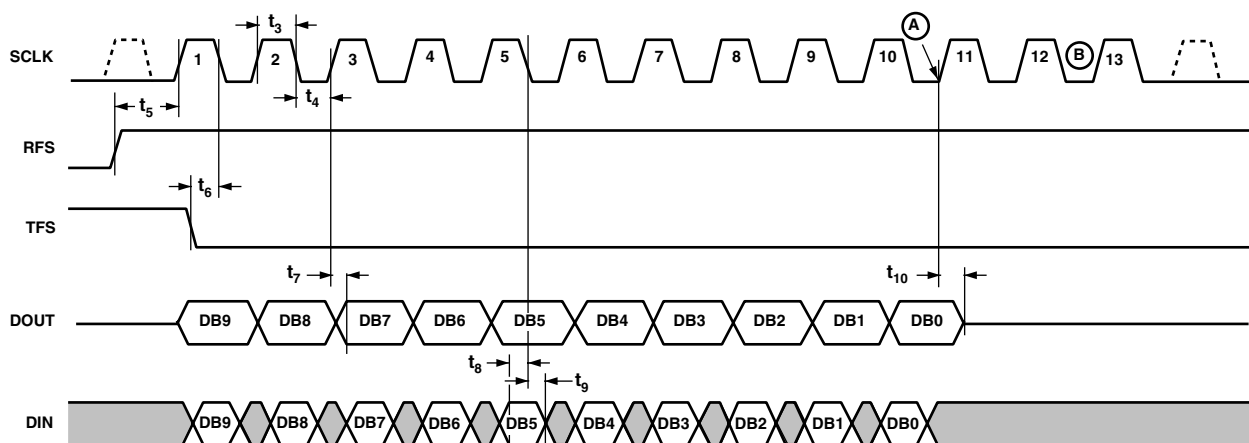 SCLK 1 t3 2 t4 3 4 5 6 7 8 9 10 A 11 12 B 13
t5
RFS
t6
TFS
t7 t10
DOUT DB9 DB8 DB7 DB6 DB5 DB4 DB3 DB2 DB1 DB0
t8 t9
DIN DB9 DB8 DB7 DB6 DB5 DB4 DB3 DB2 DB1 DB0